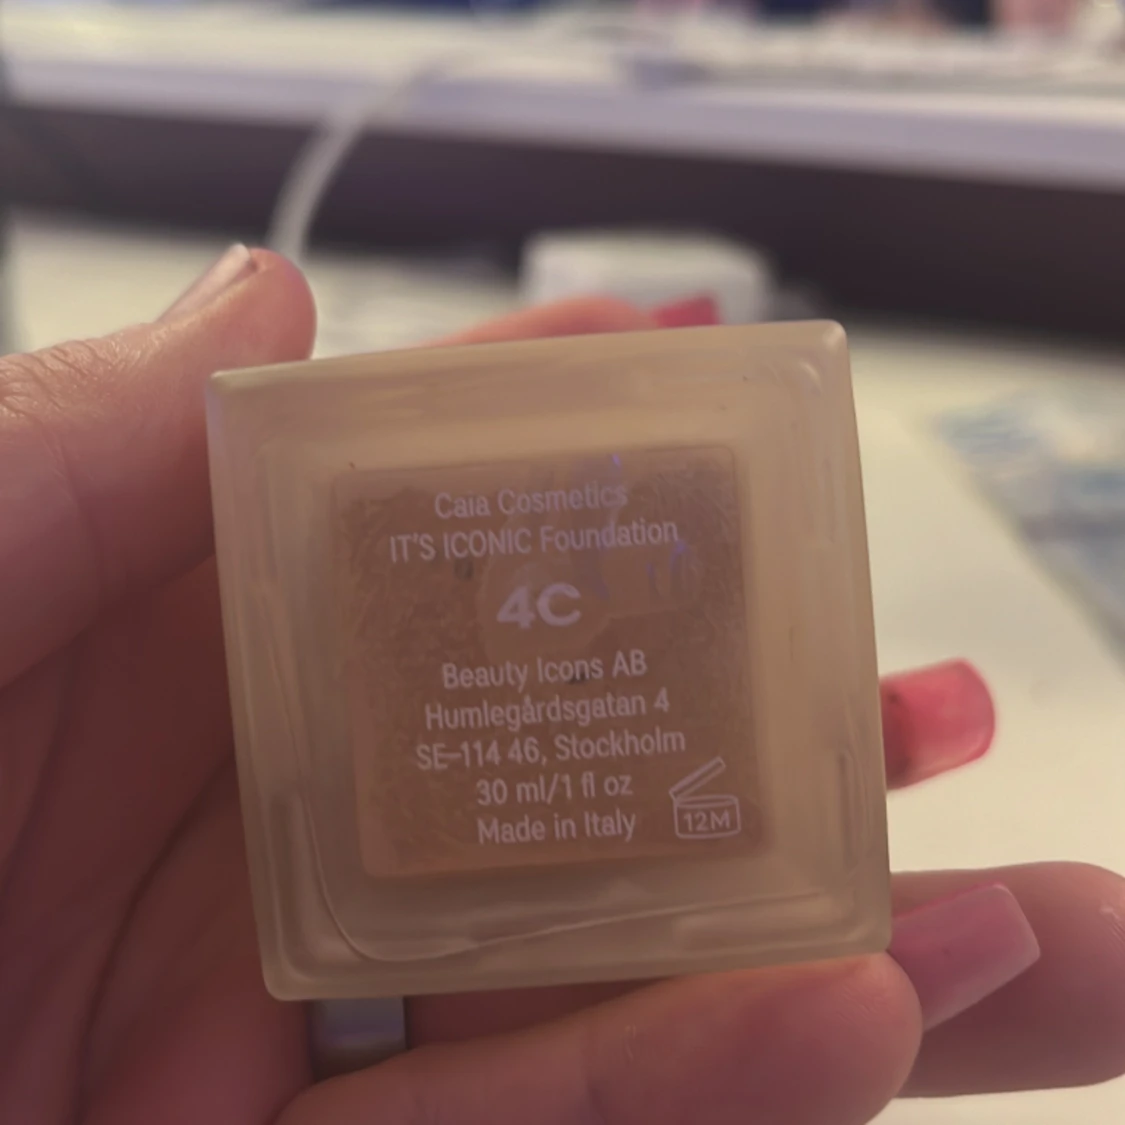 Caia Cosmetics
IT'S ICONIC Foundation
4C
Beauty Icons AB
Humlegårdsgatan 4
SE-114 46, Stockholm
30 ml/1 fl oz
Made in Italy
12M